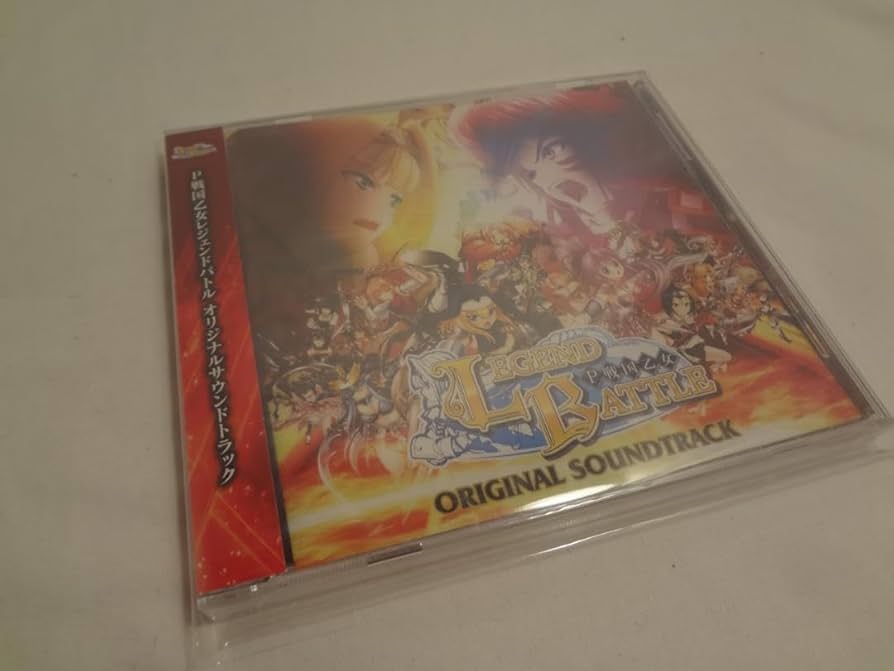 P戦国乙女レジェンドバトル オリジナルサウンドトラック
LEGEND
P戦国乙女
BATTLE
ORIGINAL SOUNDTRACK